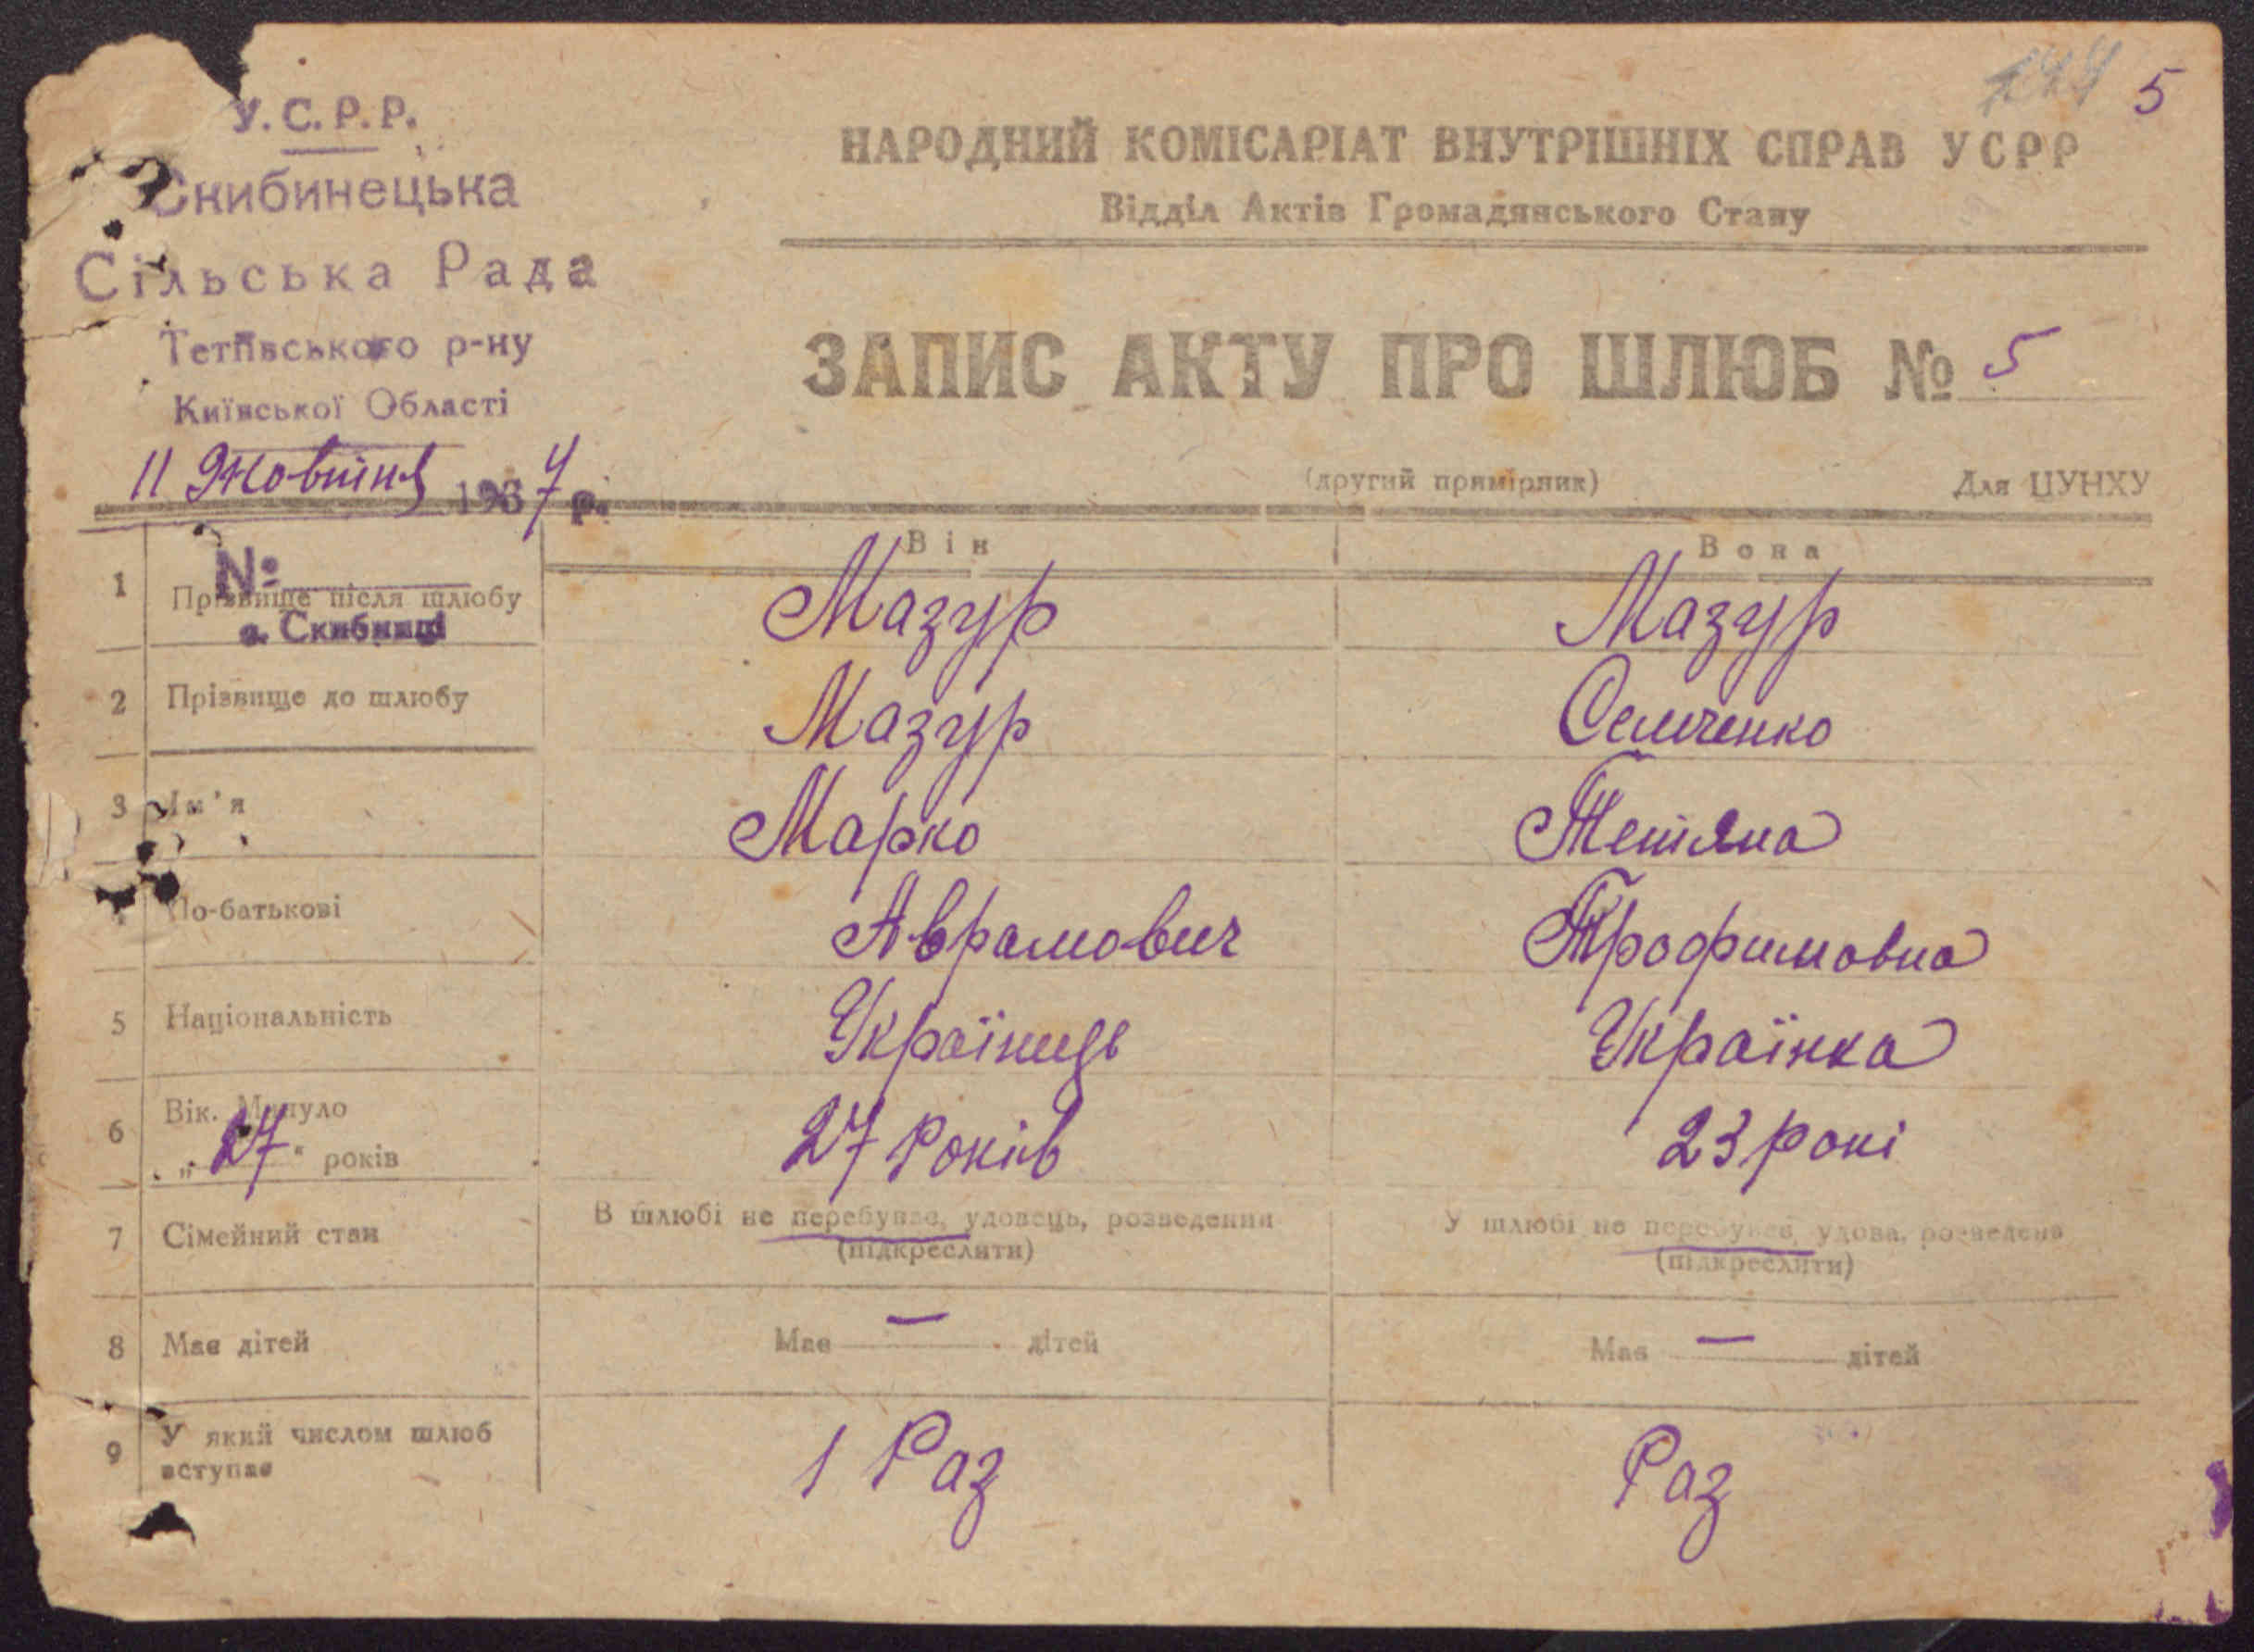 5
У.С.Р.Р.
Скибинецька
Сільська Рада
Тетіївського р-ну
Київської Області
11 Жовтня 1937 р.
№
с. Скибинці
НАРОДНИЙ КОМІСАРІАТ ВНУТРІШНІХ СПРАВ УСРР
Відділ Актів Громадянського Стану
ЗАПИС АКТУ ПРО ШЛЮБ № 5
(другий примірник) Для ЦУНХУ
Він Вона
1 Прізвище після шлюбу Мазур Мазур
2 Прізвище до шлюбу Мазур Семченко
3 Ім'я Марко Тетяна
По-батькові Аврамович Трофимовна
5 Національність Українець Українка
6 Вік. Минуло
„27“ років 27 Років 23 рокі
7 Сімейний стан В шлюбі не перебуває, удовець, розведений У шлюбі не перебуває, удова, розведена
(підкреслити) (підкреслити)
8 Має дітей Має — дітей Має — дітей
9 У який числом шлюб
вступає 1 Раз Раз